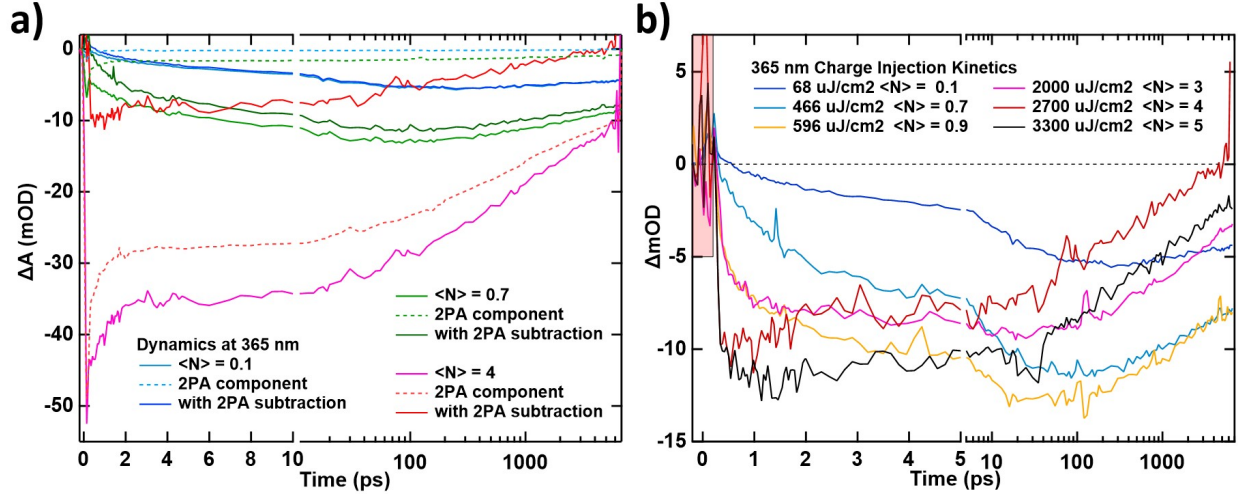 a)
ΔA (mOD)
0
-10
-20
-30
-40
-50
Dynamics at 365 nm
<N> = 0.1
2PA component
with 2PA subtraction
<N> = 0.7
2PA component
with 2PA subtraction
<N> = 4
2PA component
with 2PA subtraction
0 2 4 6 8 10 100 1000
Time (ps)
b)
ΔmOD
5
0
-5
-10
-15
365 nm Charge Injection Kinetics
68 uJ/cm2 <N> = 0.1
466 uJ/cm2 <N> = 0.7
596 uJ/cm2 <N> = 0.9
2000 uJ/cm2 <N> = 3
2700 uJ/cm2 <N> = 4
3300 uJ/cm2 <N> = 5
0 1 2 3 4 5 10 100 1000
Time (ps)